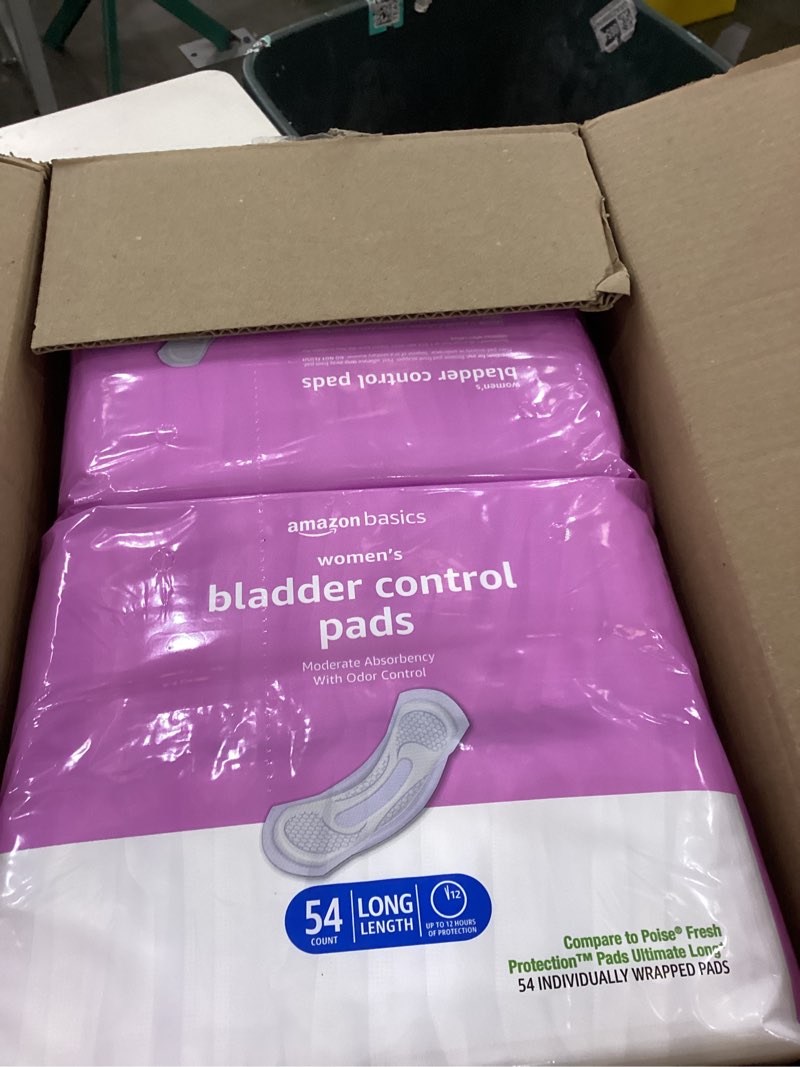 women's
bladder control pads
amazon basics
women's
bladder control
pads
Moderate Absorbency
With Odor Control
54
COUNT
LONG
LENGTH
12
UP TO 12 HOURS
OF PROTECTION
Compare to Poise® Fresh
Protection™ Pads Ultimate Long*
54 INDIVIDUALLY WRAPPED PADS